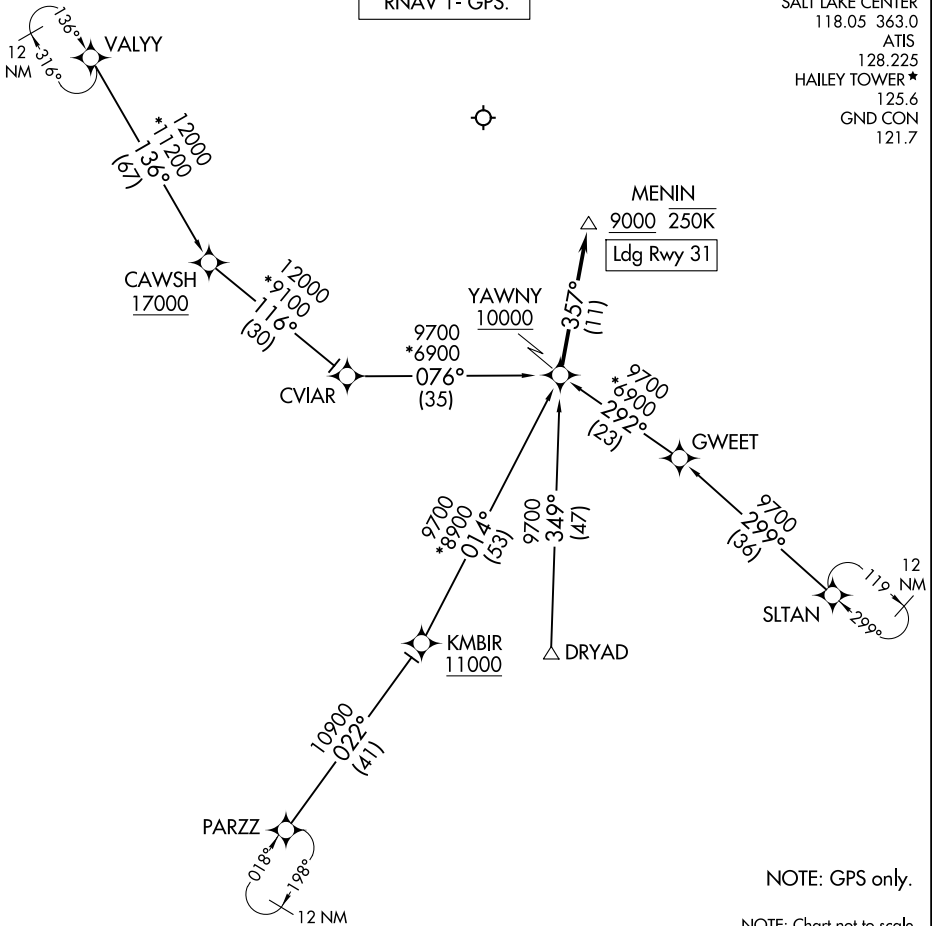 RNAV 1- GPS.
SALT LAKE CENTER
118.05 363.0
ATIS
128.225
HAILEY TOWER★
125.6
GND CON
121.7
136°
316°
12
NM
VALYY
12000
*11200
136°
(67)
CAWSH
17000
12000
*9100
116°
(30)
CVIAR
9700
*6900
076°
(35)
MENIN
9000 250K
Ldg Rwy 31
YAWNY
10000
357°
(11)
9700
*6900
292°
(23)
GWEET
9700
299°
(36)
SLTAN
119
299°
12
NM
9700
*8900
014°
(53)
9700
349°
(47)
KMBIR
11000
DRYAD
10900
022°
(41)
PARZZ
018°
198°
12 NM
NOTE: GPS only.
NOTE: Chart not to scale.